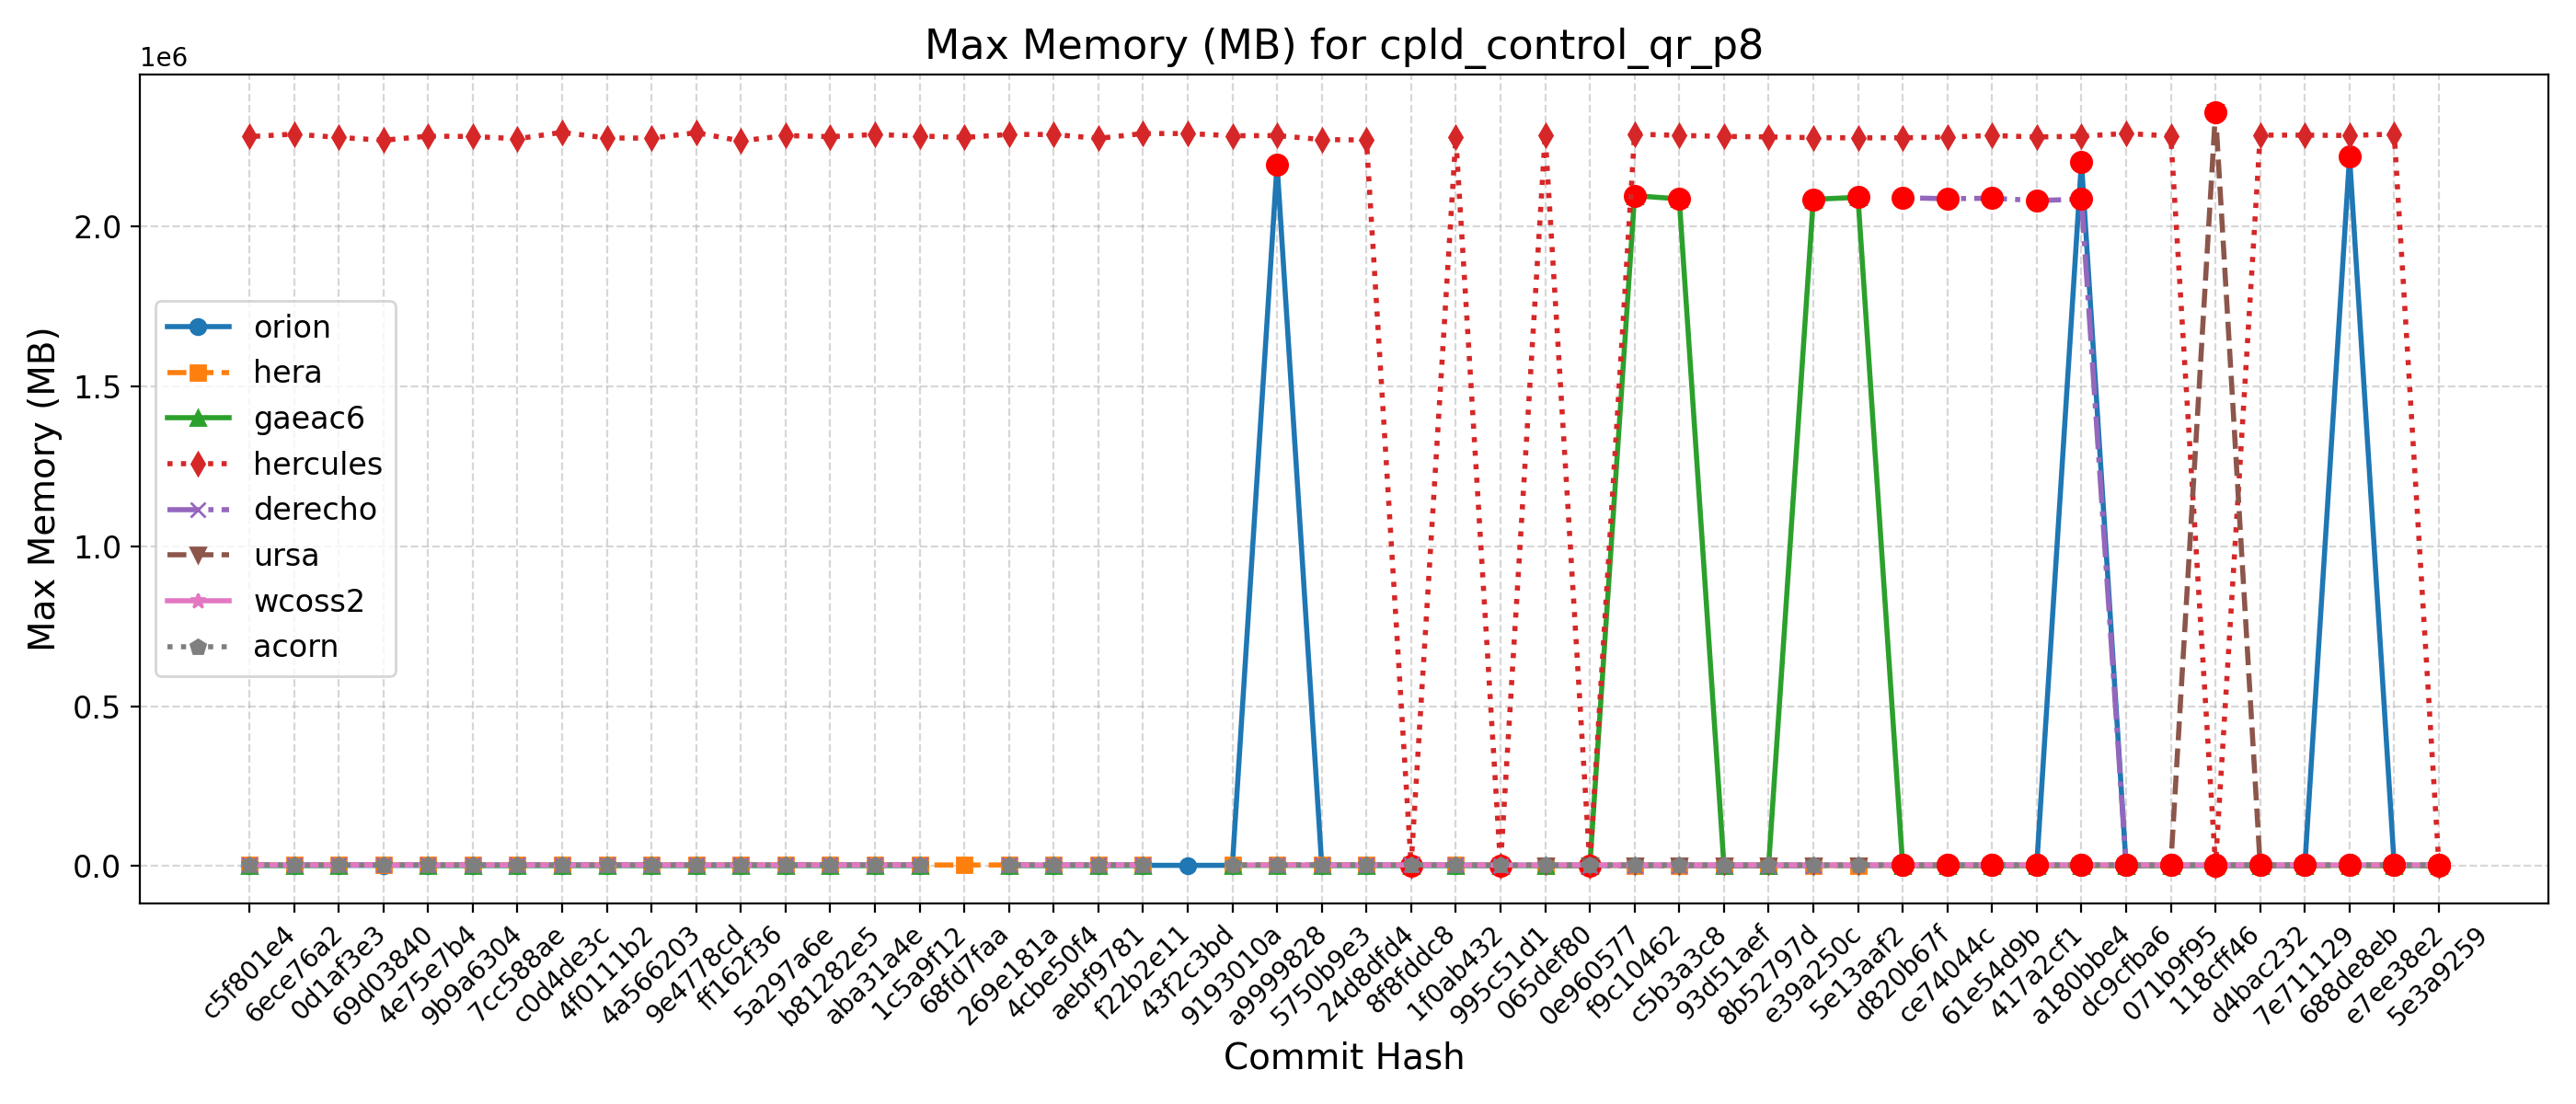 Max Memory (MB) for cpld_control_qr_p8
1e6
Max Memory (MB)
2.0
1.5
1.0
0.5
0.0
orion
hera
gaeac6
hercules
derecho
ursa
wcoss2
acorn
c5f801e4
6ece76a2
0d1af3e3
69d03840
4e75e7b4
9b9a6304
7cc588ae
c0d4de3c
4f0111b2
4a566203
9e4778cd
ff162f36
5a297a6e
b81282e5
aba31a4e
1c5a9f12
68fd7faa
269e181a
4cbe50f4
aebf9781
f22b2e11
43f2c3bd
9193010a
a9999828
5750b9e3
24d8dfd4
8f8fddc8
1f0ab432
995c51d1
065def80
0e960577
f9c10462
c5b3a3c8
93d51aef
8b52797d
e39a250c
5e13aaf2
d820b67f
ce74044c
61e54d9b
417a2cf1
a180bbe4
dc9cfba6
071b9f95
118cff46
d4bac232
7e711129
688de8eb
e7ee38e2
5e3a9259
Commit Hash